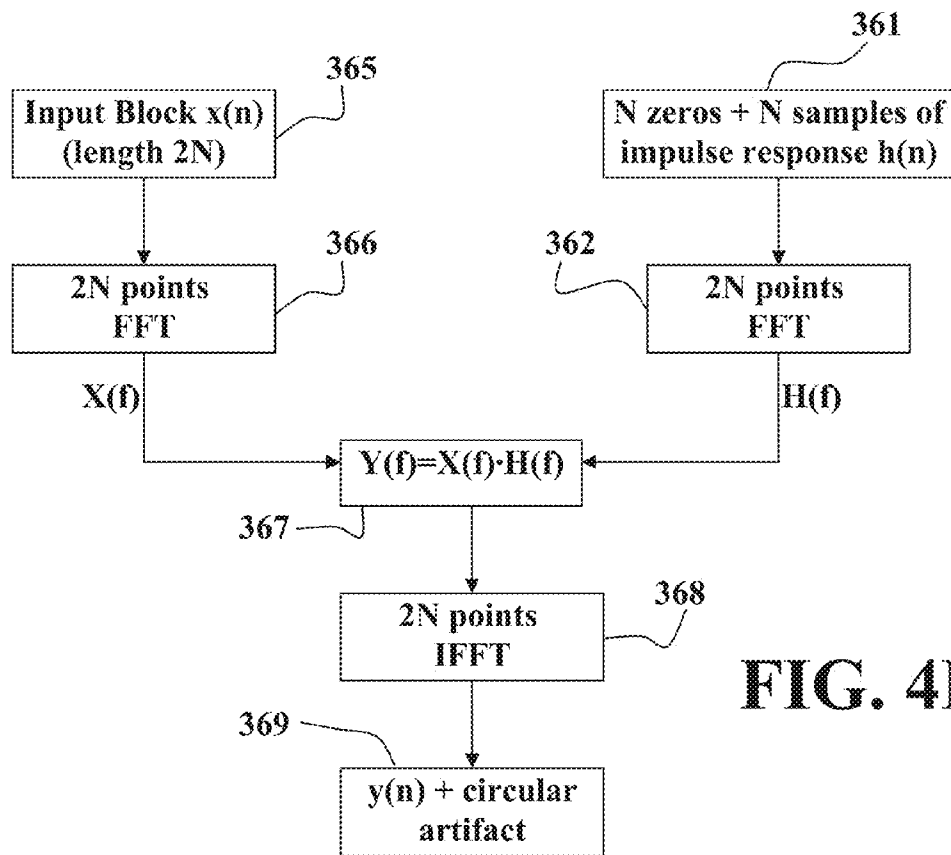 361
365
Input Block x(n)
(length 2N)
N zeros + N samples of
impulse response h(n)
366
362
2N points
FFT
2N points
FFT
X(f)
H(f)
Y(f)=X(f)·H(f)
367
2N points
IFFT
368
FIG.
369
y(n) + circular
artifact